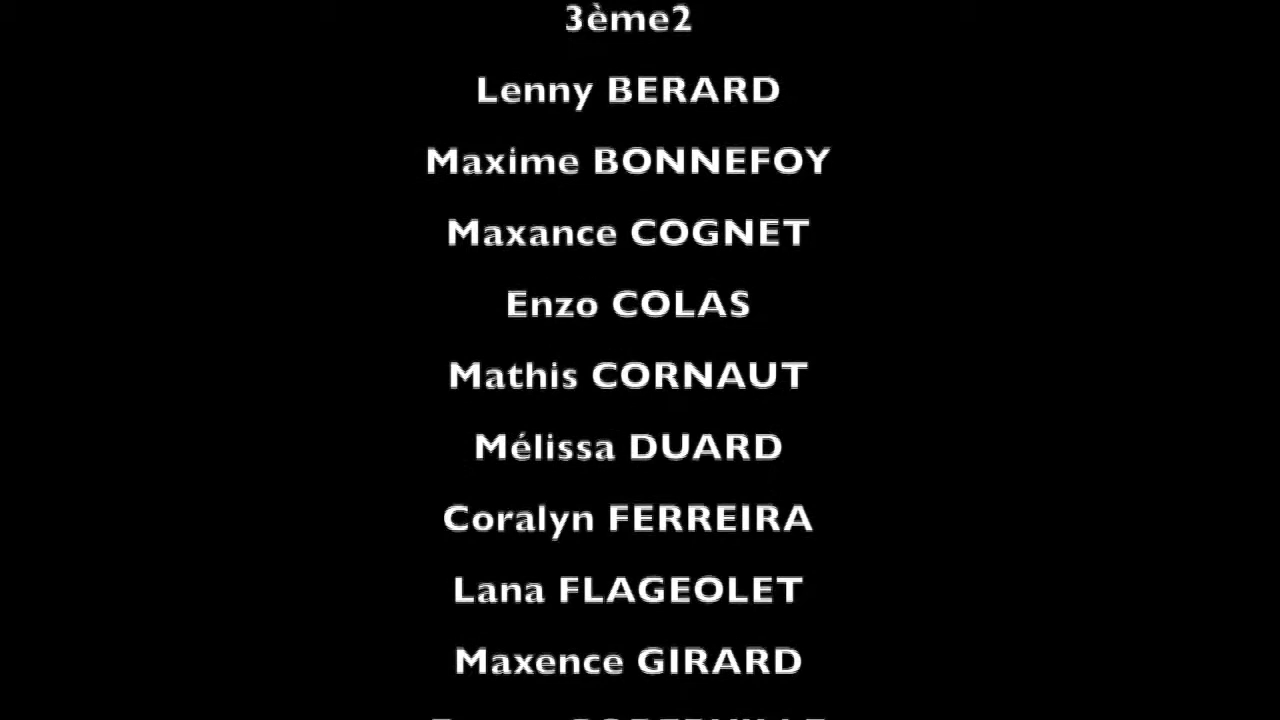 3ème2
Lenny BERARD
Maxime BONNEFOY
Maxance COGNET
Enzo COLAS
Mathis CORNAUT
Mélissa DUARD
Coralyn FERREIRA
Lana FLAGEOLET
Maxence GIRARD